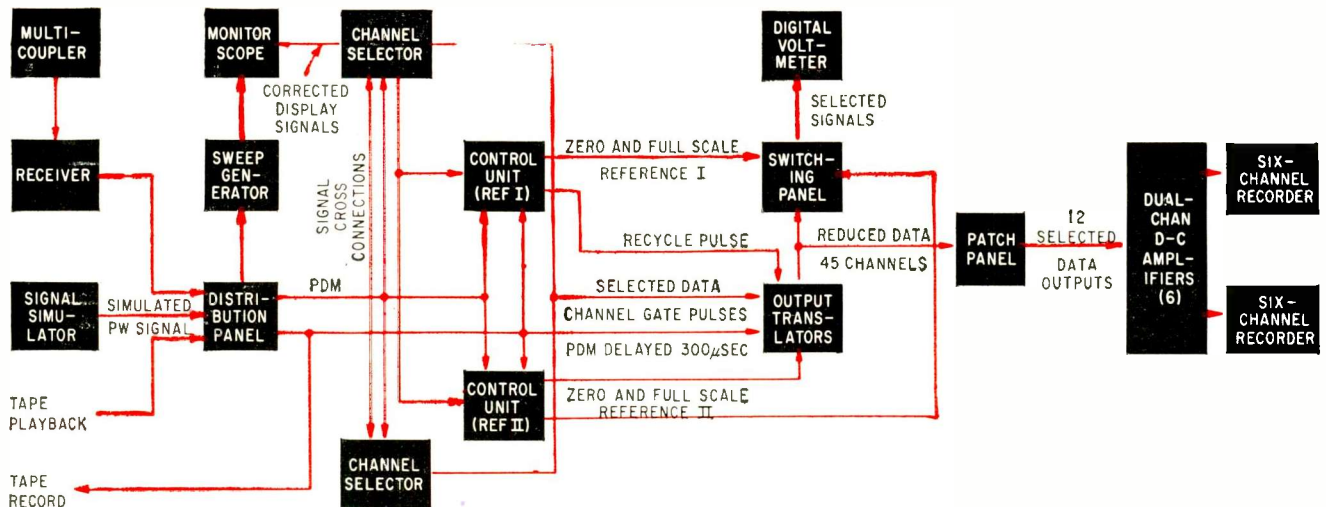 MULTI-
COUPLER
MONITOR
SCOPE
CHANNEL
SELECTOR
DIGITAL
VOLT-
METER
CORRECTED
DISPLAY
SIGNALS
SELECTED
SIGNALS
RECEIVER
SWEEP
GEN-
ERATOR
SIGNAL
CROSS
CONNECTIONS
CONTROL
UNIT
(REF I)
ZERO AND FULL SCALE
REFERENCE I
SWITCH-
ING
PANEL
SIX-
CHANNEL
RECORDER
RECYCLE PULSE
REDUCED DATA
45 CHANNELS
PATCH
PANEL
12
SELECTED
DATA
OUTPUTS
DUAL-
CHAN
D-C
AMPL-
IFIERS
(6)
SIGNAL
SIMU-
LATOR
SIMULATED
PW SIGNAL
DISTRI-
BUTION
PANEL
PDM
SELECTED DATA
CHANNEL GATE PULSES
PDM DELAYED 300μSEC
OUTPUT
TRANS-
LATORS
SIX-
CHANNEL
RECORDER
TAPE
PLAYBACK
CONTROL
UNIT
(REF II)
ZERO AND FULL SCALE
REFERENCE II
TAPE
RECORD
CHANNEL
SELECTOR